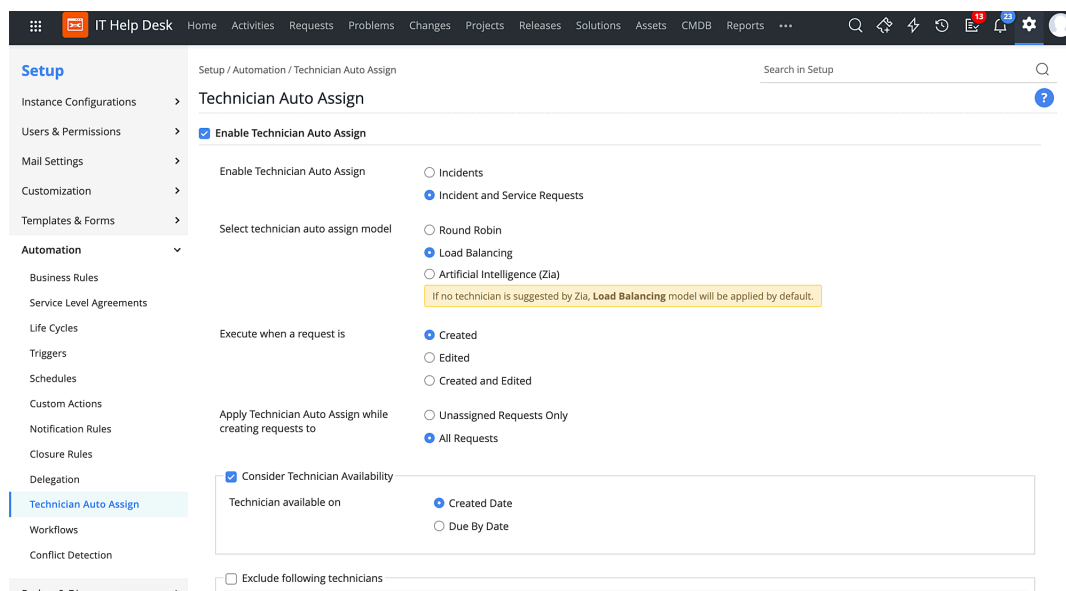 IT Help Desk Home Activities Requests Problems Changes Projects Releases Solutions Assets CMDB Reports 13 23
Setup
Instance Configurations
Users & Permissions
Mail Settings
Customization
Templates & Forms
Automation
Business Rules
Service Level Agreements
Life Cycles
Triggers
Schedules
Custom Actions
Notification Rules
Closure Rules
Delegation
Technician Auto Assign
Workflows
Conflict Detection
Setup / Automation / Technician Auto Assign
Search in Setup
Technician Auto Assign
?
Enable Technician Auto Assign
Enable Technician Auto Assign
Incidents
Incident and Service Requests
Select technician auto assign model
Round Robin
Load Balancing
Artificial Intelligence (Zia)
If no technician is suggested by Zia, Load Balancing model will be applied by default.
Execute when a request is
Created
Edited
Created and Edited
Apply Technician Auto Assign while
creating requests to
Unassigned Requests Only
All Requests
Consider Technician Availability
Technician available on
Created Date
Due By Date
Exclude following technicians